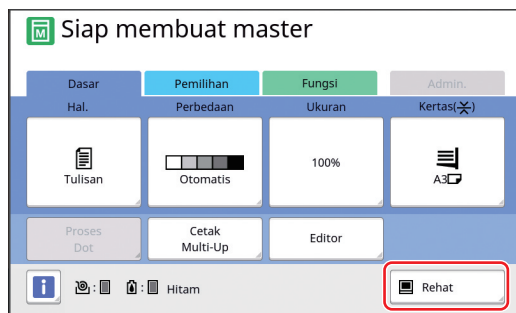 Siap membuat master
Dasar Pemilihan Fungsi Admin.
Hal. Perbedaan Ukuran Kertas( )
Tulisan Otomatis 100% A3
Proses
Dot
Cetak
Multi-Up
Editor
i : : Hitam Rehat